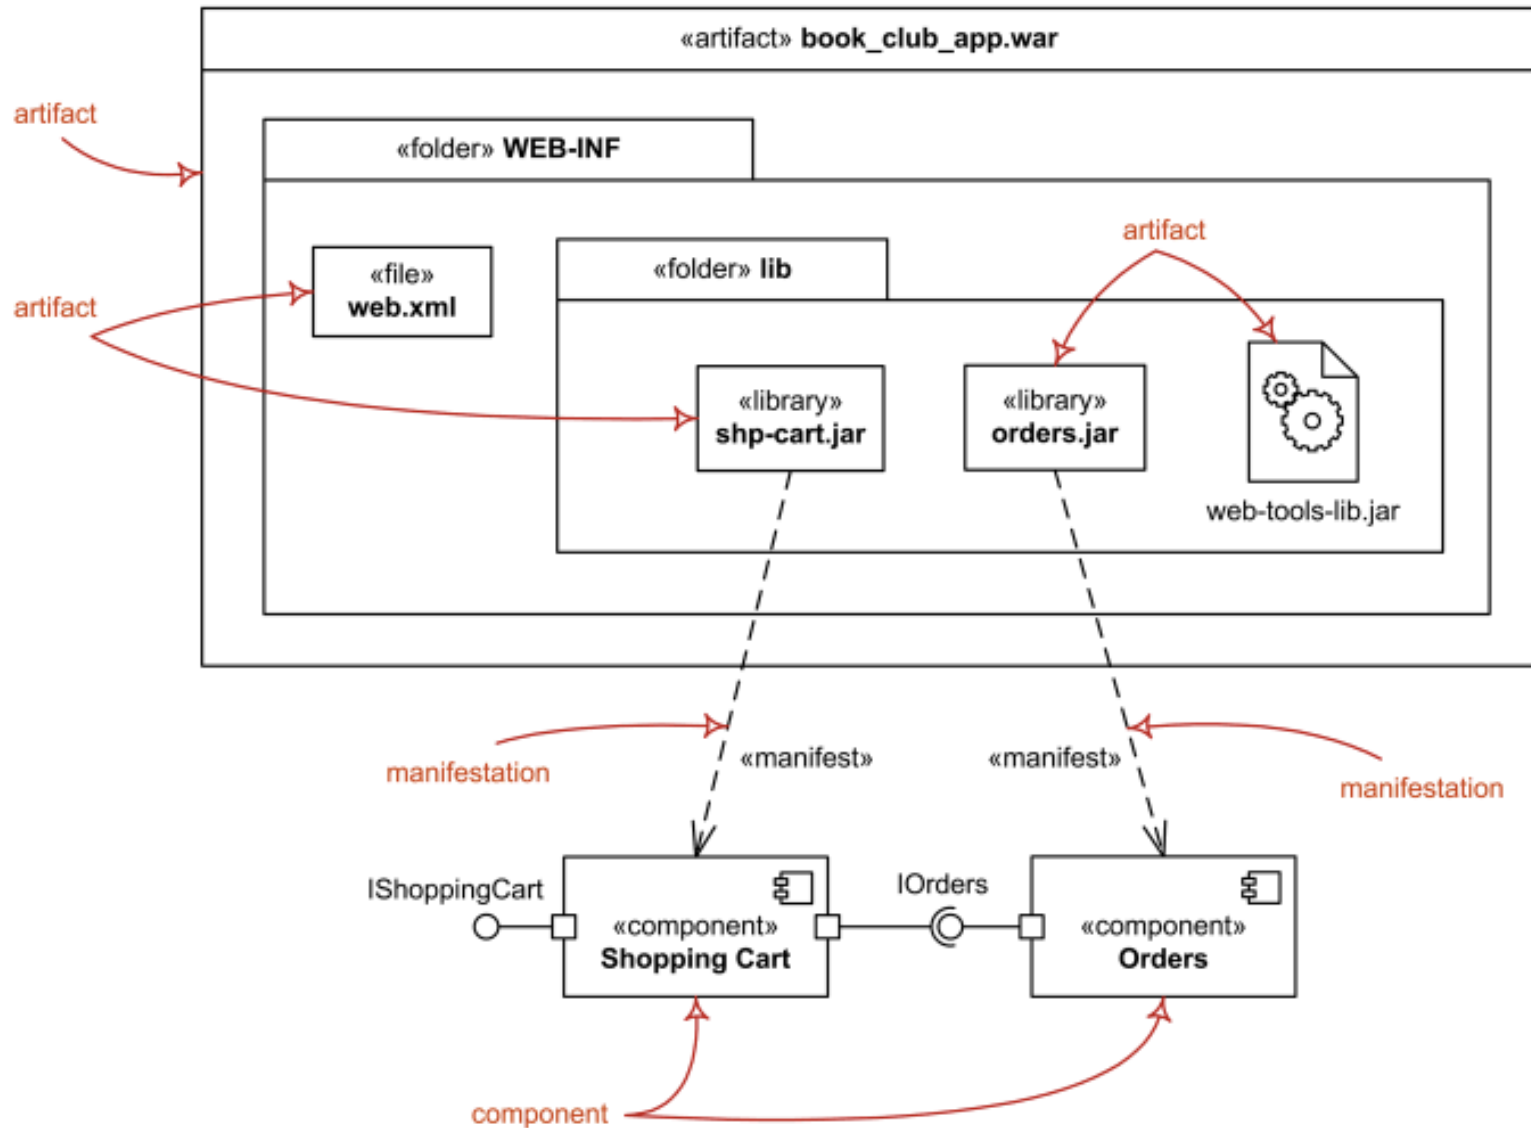 «artifact» book_club_app.war
artifact
«folder» WEB-INF
artifact
«folder» lib
«file»
web.xml
artifact
«library»
shp-cart.jar
«library»
orders.jar
web-tools-lib.jar
«manifest»
«manifest»
manifestation
manifestation
IShoppingCart
IOrders
«component»
Shopping Cart
«component»
Orders
component